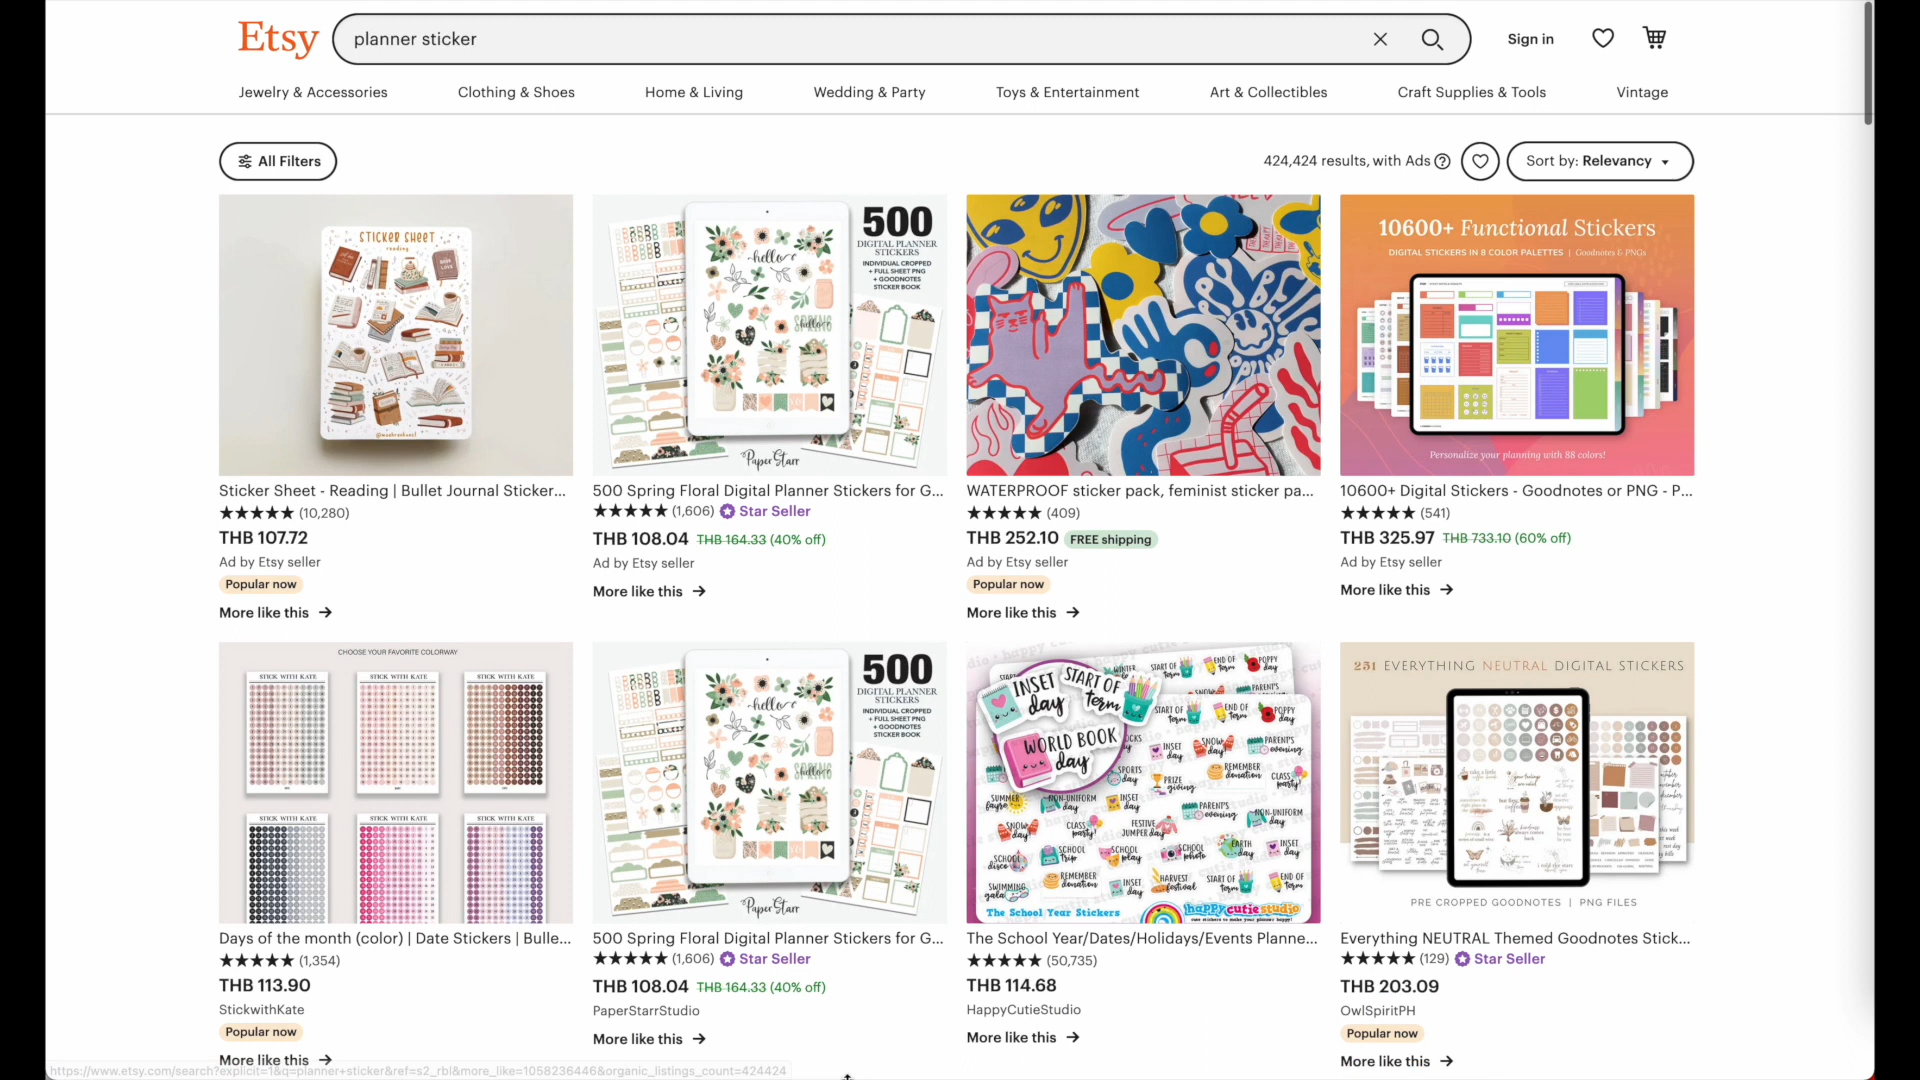 Etsy
planner sticker
Sign in
Jewelry & Accessories
Clothing & Shoes
Home & Living
Wedding & Party
Toys & Entertainment
Art & Collectibles
Craft Supplies & Tools
Vintage
All Filters
424,424 results, with Ads
Sort by: Relevancy
STICKER SHEET
reading
500
DIGITAL PLANNER
STICKERS
INDIVIDUAL CROPPED
+ FULL SHEET PNG
+ GOODNOTES
STICKER BOOK
hello
Paper Starr
10600+ Functional Stickers
DIGITAL STICKERS IN 8 COLOR PALETTES | Goodnotes & PNGs
Personalize your planning with 88 colors!
Sticker Sheet - Reading | Bullet Journal Sticker...
(10,280)
THB 107.72
Ad by Etsy seller
Popular now
More like this
500 Spring Floral Digital Planner Stickers for G...
(1,606) Star Seller
THB 108.04 THB 164.33 (40% off)
Ad by Etsy seller
More like this
WATERPROOF sticker pack, feminist sticker pa...
(409)
THB 252.10 FREE shipping
Ad by Etsy seller
Popular now
More like this
10600+ Digital Stickers - Goodnotes or PNG - P...
(541)
THB 325.97 THB 733.10 (60% off)
Ad by Etsy seller
More like this
CHOOSE YOUR FAVORITE COLORWAY
STICK WITH KATE
STICK WITH KATE
STICK WITH KATE
STICK WITH KATE
STICK WITH KATE
STICK WITH KATE
500
DIGITAL PLANNER
STICKERS
INDIVIDUAL CROPPED
+ FULL SHEET PNG
+ GOODNOTES
STICKER BOOK
hello
Paper Starr
INSET
day
START OF
term
WORLD BOOK
day
The School Year Stickers
happy cutie studio
251 EVERYTHING NEUTRAL DIGITAL STICKERS
PRE CROPPED GOODNOTES | PNG FILES
Days of the month (color) | Date Stickers | Bulle...
(1,354)
THB 113.90
StickwithKate
Popular now
More like this
500 Spring Floral Digital Planner Stickers for G...
(1,606) Star Seller
THB 108.04 THB 164.33 (40% off)
PaperStarrStudio
More like this
The School Year/Dates/Holidays/Events Planne...
(50,735)
THB 114.68
HappyCutieStudio
More like this
Everything NEUTRAL Themed Goodnotes Stick...
(129) Star Seller
THB 203.09
OwlSpiritPH
Popular now
More like this
https://www.etsy.com/search?explicit=1&q=planner+sticker&ref=s2_rbl&more_like=1058236446&organic_listings_count=424424